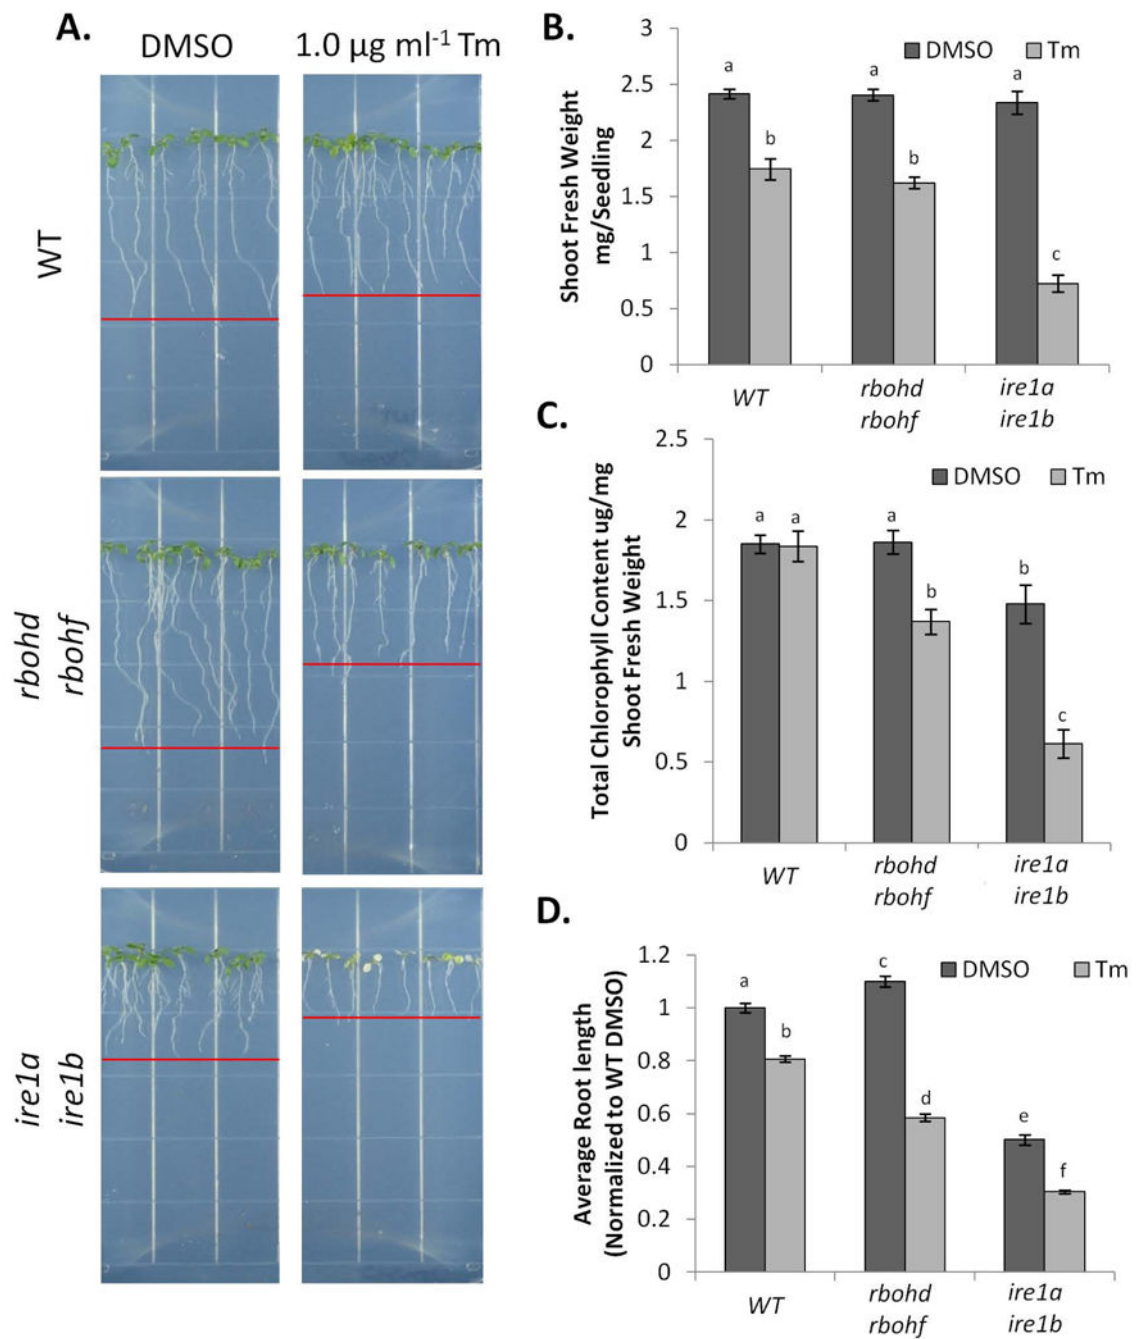 A.
DMSO
1.0 µg ml⁻¹ Tm
WT
rbohd
rbohf
ire1a
ire1b
B.
3
2.5
2
1.5
1
0.5
0
Shoot Fresh Weight
mg/Seedling
DMSO
Tm
a
b
a
b
a
c
WT
rbohd
rbohf
ire1a
ire1b
C.
2.5
2
1.5
1
0.5
0
Total Chlorophyll Content ug/mg
Shoot Fresh Weight
DMSO
Tm
a
a
a
b
b
c
WT
rbohd
rbohf
ire1a
ire1b
D.
1.2
1
0.8
0.6
0.4
0.2
0
Average Root length
(Normalized to WT DMSO)
DMSO
Tm
a
b
c
d
e
f
WT
rbohd
rbohf
ire1a
ire1b